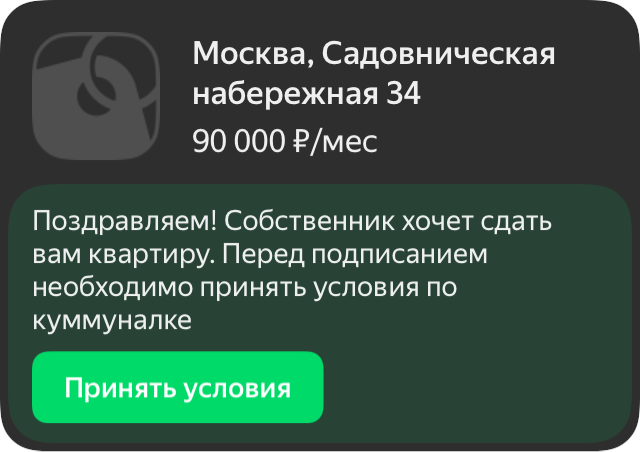 Москва, Садовническая
набережная 34
90 000 ₽/мес
Поздравляем! Собственник хочет сдать
вам квартиру. Перед подписанием
необходимо принять условия по
куммуналке
Принять условия